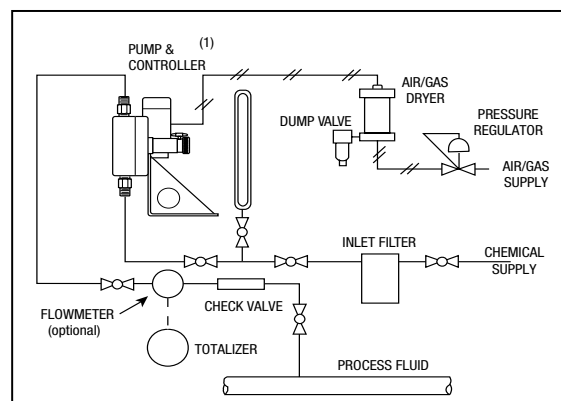 PUMP &
CONTROLLER
(1)
AIR/GAS
DRYER
DUMP VALVE
PRESSURE
REGULATOR
AIR/GAS
SUPPLY
INLET FILTER
CHEMICAL
SUPPLY
CHECK VALVE
FLOWMETER
(optional)
TOTALIZER
PROCESS FLUID